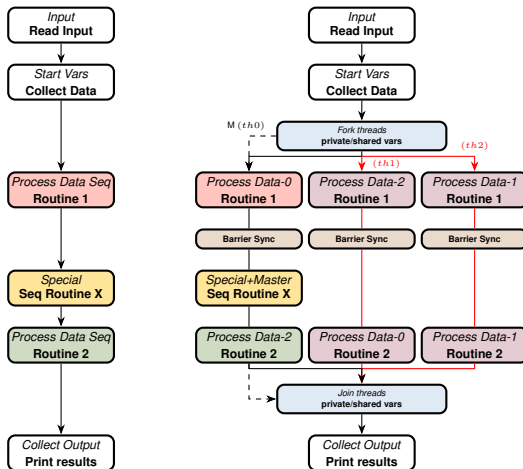 Input
Read Input
Start Vars
Collect Data
Process Data Seq
Routine 1
Special
Seq Routine X
Process Data Seq
Routine 2
Collect Output
Print results
Input
Read Input
Start Vars
Collect Data
M (th0)
Fork threads
private/shared vars
(th1)
(th2)
Process Data-0
Routine 1
Process Data-2
Routine 1
Process Data-1
Routine 1
Barrier Sync
Barrier Sync
Barrier Sync
Special+Master
Seq Routine X
Process Data-2
Routine 2
Process Data-0
Routine 2
Process Data-1
Routine 2
Join threads
private/shared vars
Collect Output
Print results